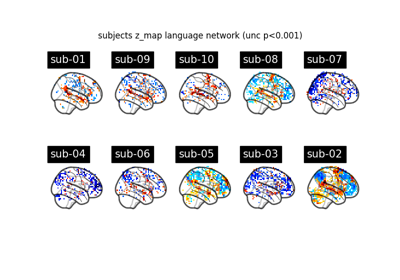 subjects z_map language network (unc p<0.001)
sub-01 sub-09 sub-10 sub-08 sub-07
sub-04 sub-06 sub-05 sub-03 sub-02